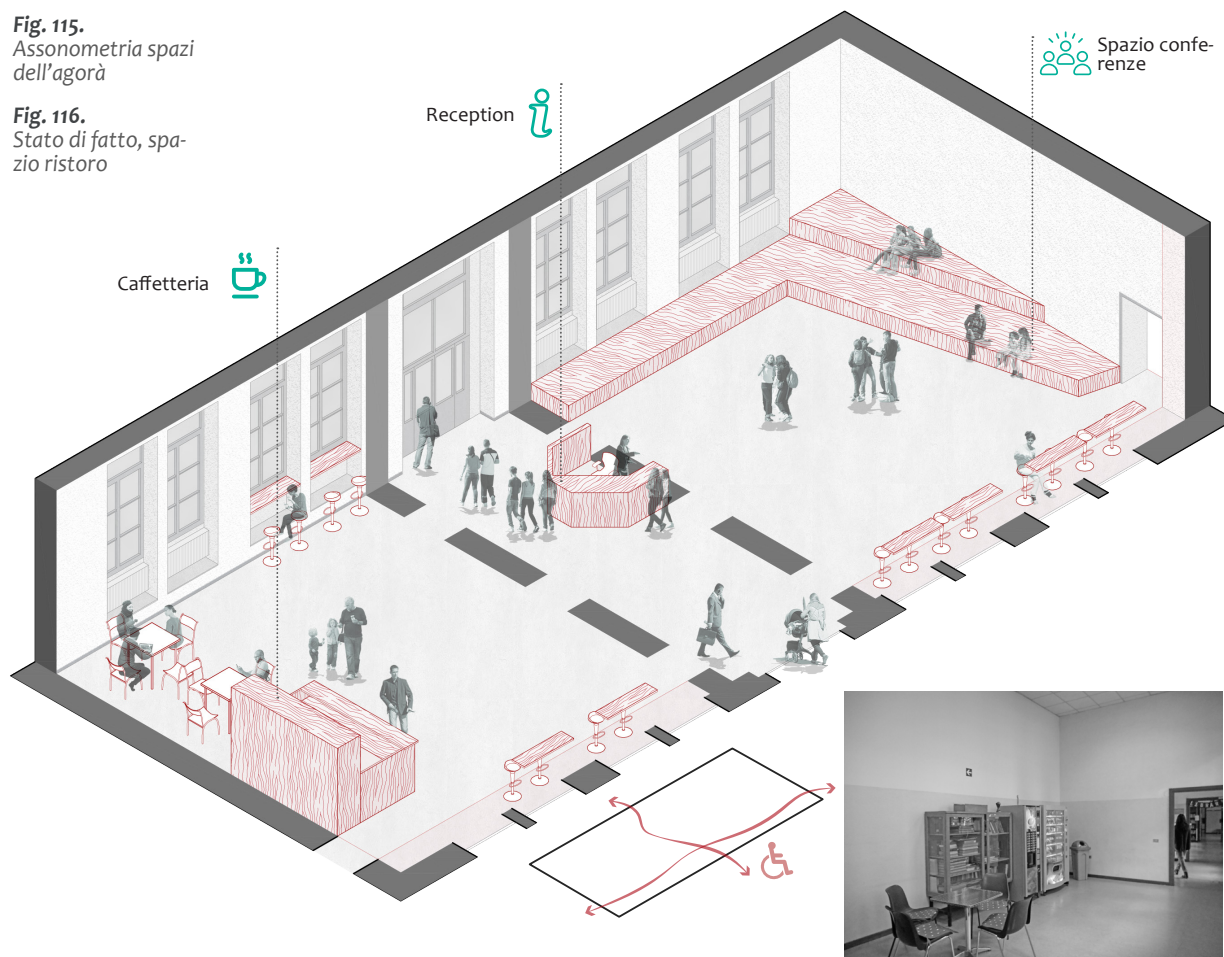 Fig. 115.
Assonometria spazi
dell'agorà
Fig. 116.
Stato di fatto, spa-
zio ristoro
Reception
Spazio confe-
renze
Caffetteria